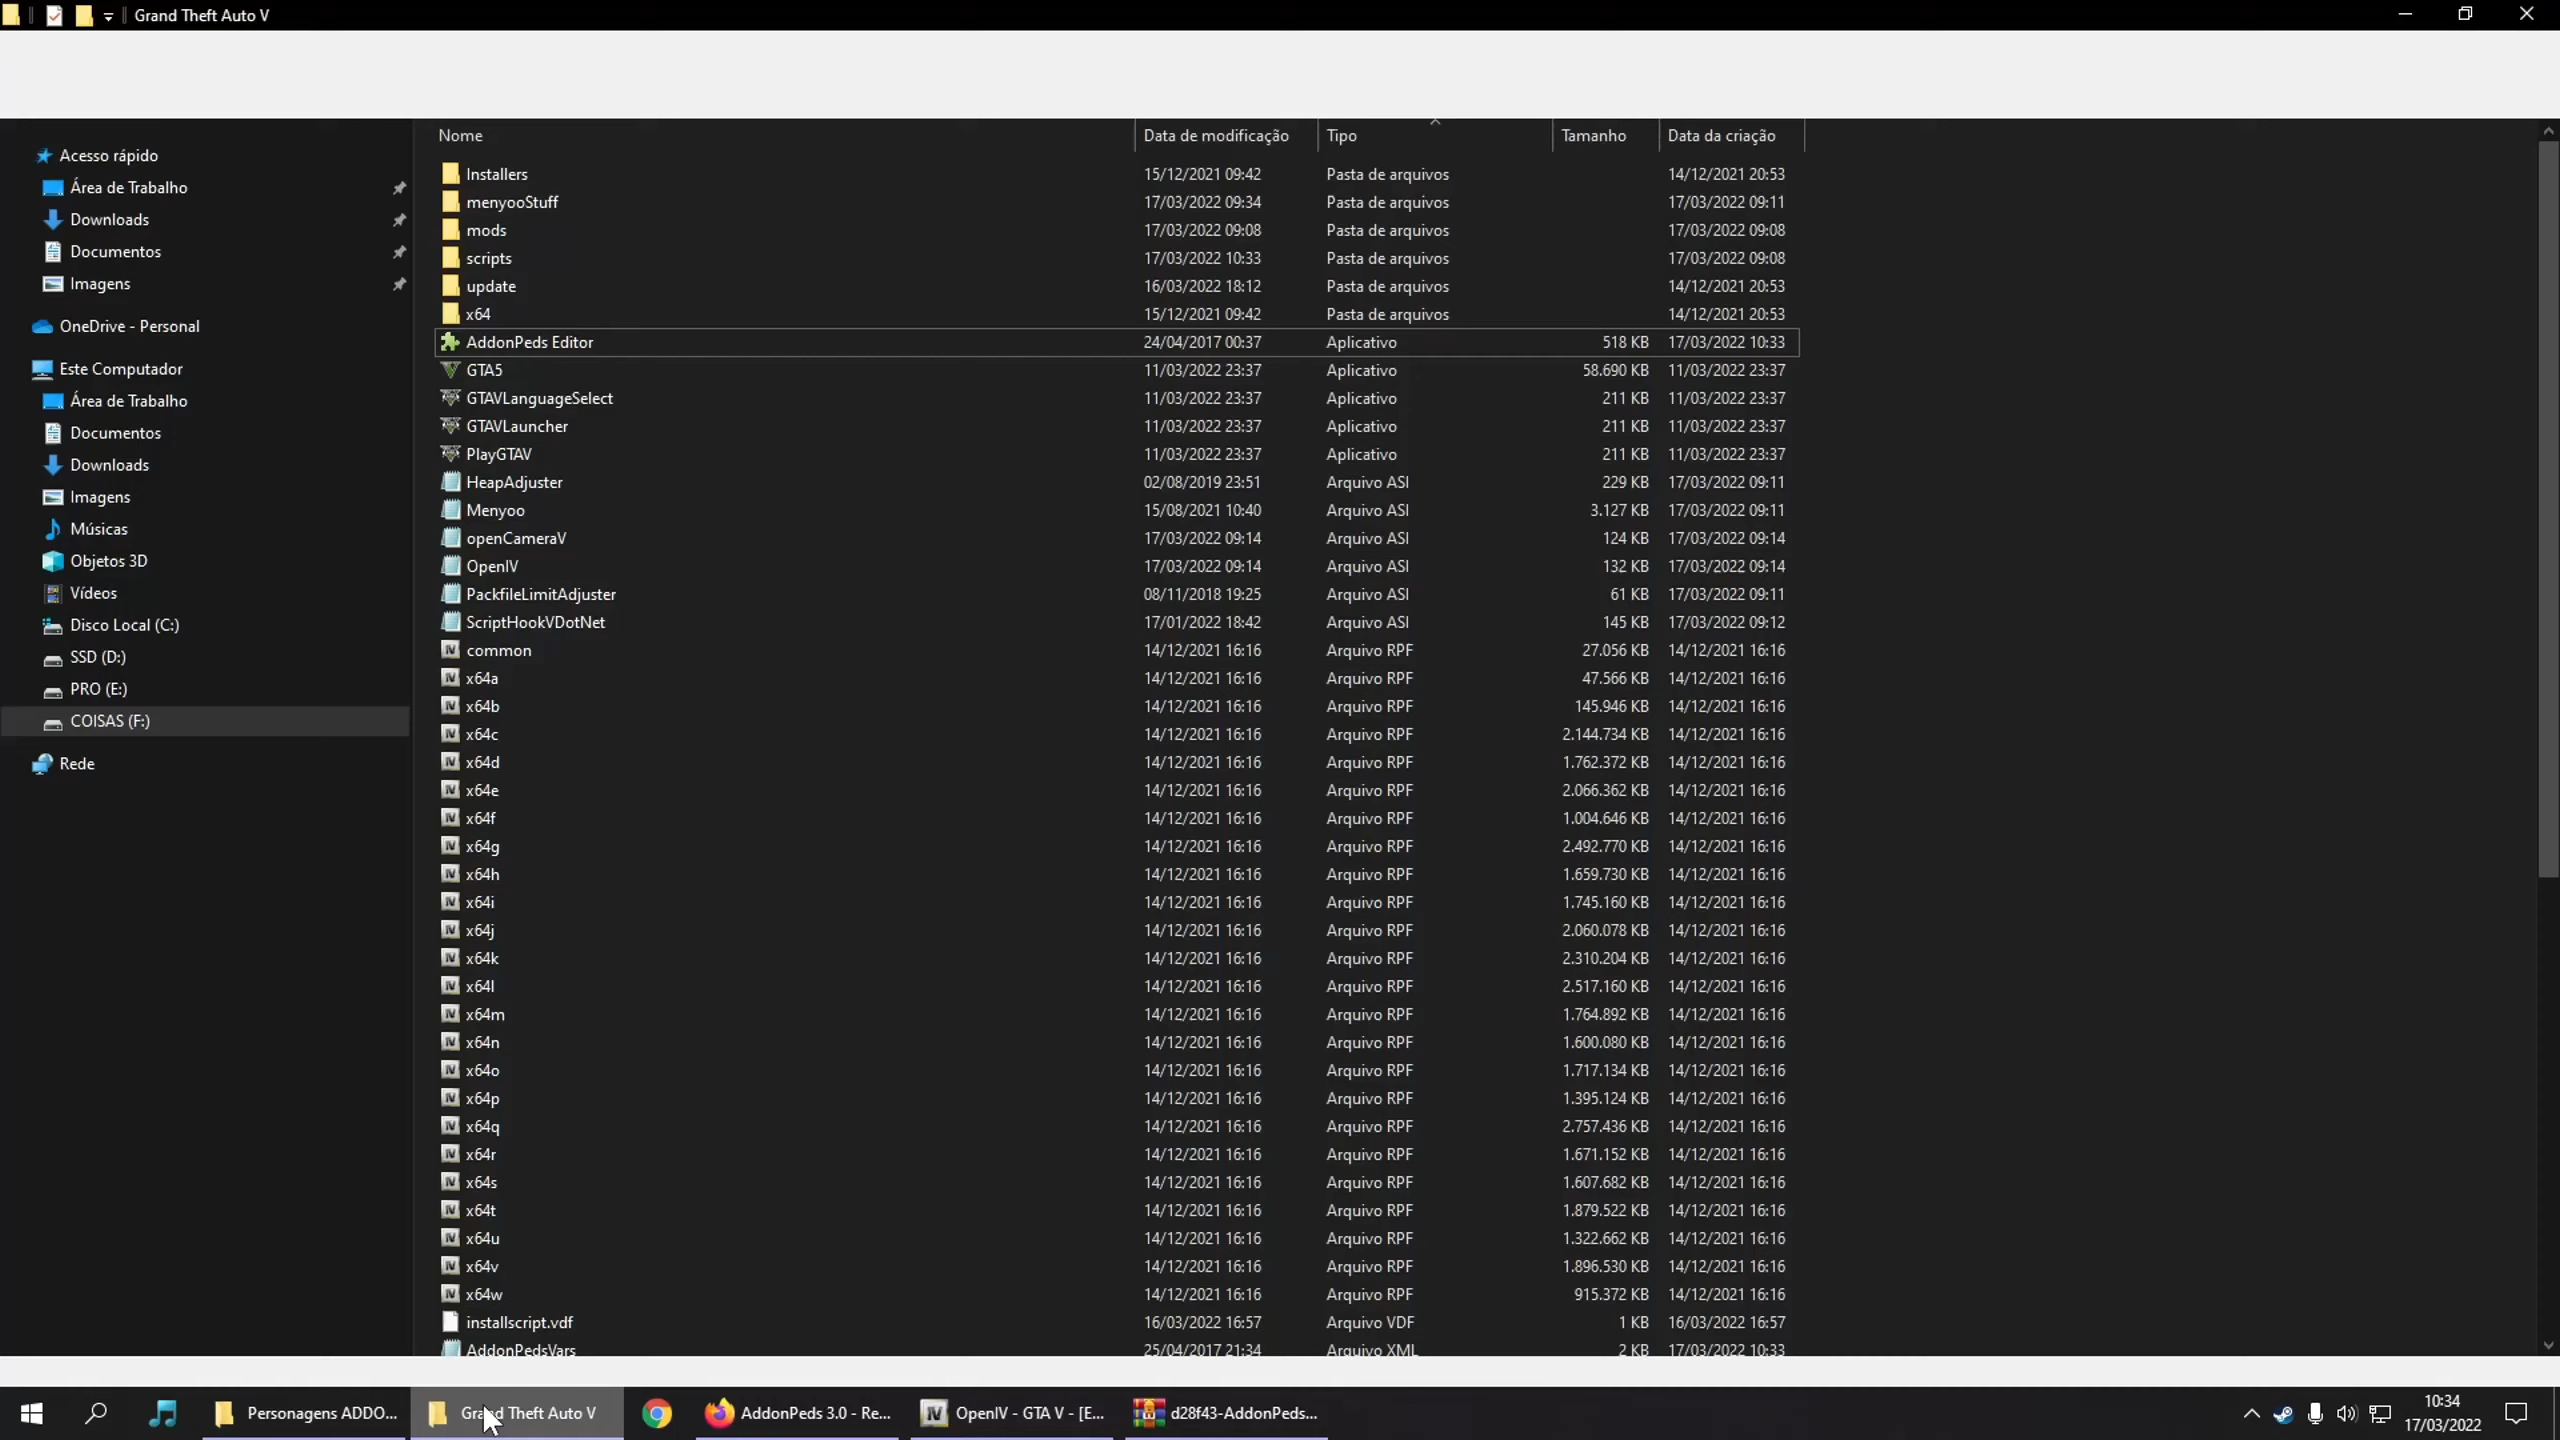 Grand Theft Auto V
Nome Data de modificação Tipo Tamanho Data da criação
Acesso rápido
Área de Trabalho
Downloads
Documentos
Imagens
OneDrive - Personal
Este Computador
Área de Trabalho
Documentos
Downloads
Imagens
Músicas
Objetos 3D
Vídeos
Disco Local (C:)
SSD (D:)
PRO (E:)
COISAS (F:)
Rede
Installers 15/12/2021 09:42 Pasta de arquivos 14/12/2021 20:53
menyooStuff 17/03/2022 09:34 Pasta de arquivos 17/03/2022 09:11
mods 17/03/2022 09:08 Pasta de arquivos 17/03/2022 09:08
scripts 17/03/2022 10:33 Pasta de arquivos 17/03/2022 09:08
update 16/03/2022 18:12 Pasta de arquivos 14/12/2021 20:53
x64 15/12/2021 09:42 Pasta de arquivos 14/12/2021 20:53
AddonPeds Editor 24/04/2017 00:37 Aplicativo 518 KB 17/03/2022 10:33
GTA5 11/03/2022 23:37 Aplicativo 58.690 KB 11/03/2022 23:37
GTAVLanguageSelect 11/03/2022 23:37 Aplicativo 211 KB 11/03/2022 23:37
GTAVLauncher 11/03/2022 23:37 Aplicativo 211 KB 11/03/2022 23:37
PlayGTAV 11/03/2022 23:37 Aplicativo 211 KB 11/03/2022 23:37
HeapAdjuster 02/08/2019 23:51 Arquivo ASI 229 KB 17/03/2022 09:11
Menyoo 15/08/2021 10:40 Arquivo ASI 3.127 KB 17/03/2022 09:11
openCameraV 17/03/2022 09:14 Arquivo ASI 124 KB 17/03/2022 09:14
OpenIV 17/03/2022 09:14 Arquivo ASI 132 KB 17/03/2022 09:14
PackfileLimitAdjuster 08/11/2018 19:25 Arquivo ASI 61 KB 17/03/2022 09:11
ScriptHookVDotNet 17/01/2022 18:42 Arquivo ASI 145 KB 17/03/2022 09:12
common 14/12/2021 16:16 Arquivo RPF 27.056 KB 14/12/2021 16:16
x64a 14/12/2021 16:16 Arquivo RPF 47.566 KB 14/12/2021 16:16
x64b 14/12/2021 16:16 Arquivo RPF 145.946 KB 14/12/2021 16:16
x64c 14/12/2021 16:16 Arquivo RPF 2.144.734 KB 14/12/2021 16:16
x64d 14/12/2021 16:16 Arquivo RPF 1.762.372 KB 14/12/2021 16:16
x64e 14/12/2021 16:16 Arquivo RPF 2.066.362 KB 14/12/2021 16:16
x64f 14/12/2021 16:16 Arquivo RPF 1.004.646 KB 14/12/2021 16:16
x64g 14/12/2021 16:16 Arquivo RPF 2.492.770 KB 14/12/2021 16:16
x64h 14/12/2021 16:16 Arquivo RPF 1.659.730 KB 14/12/2021 16:16
x64i 14/12/2021 16:16 Arquivo RPF 1.745.160 KB 14/12/2021 16:16
x64j 14/12/2021 16:16 Arquivo RPF 2.060.078 KB 14/12/2021 16:16
x64k 14/12/2021 16:16 Arquivo RPF 2.310.204 KB 14/12/2021 16:16
x64l 14/12/2021 16:16 Arquivo RPF 2.517.160 KB 14/12/2021 16:16
x64m 14/12/2021 16:16 Arquivo RPF 1.764.892 KB 14/12/2021 16:16
x64n 14/12/2021 16:16 Arquivo RPF 1.600.080 KB 14/12/2021 16:16
x64o 14/12/2021 16:16 Arquivo RPF 1.717.134 KB 14/12/2021 16:16
x64p 14/12/2021 16:16 Arquivo RPF 1.395.124 KB 14/12/2021 16:16
x64q 14/12/2021 16:16 Arquivo RPF 2.757.436 KB 14/12/2021 16:16
x64r 14/12/2021 16:16 Arquivo RPF 1.671.152 KB 14/12/2021 16:16
x64s 14/12/2021 16:16 Arquivo RPF 1.607.682 KB 14/12/2021 16:16
x64t 14/12/2021 16:16 Arquivo RPF 1.879.522 KB 14/12/2021 16:16
x64u 14/12/2021 16:16 Arquivo RPF 1.322.662 KB 14/12/2021 16:16
x64v 14/12/2021 16:16 Arquivo RPF 1.896.530 KB 14/12/2021 16:16
x64w 14/12/2021 16:16 Arquivo RPF 915.372 KB 14/12/2021 16:16
installscript.vdf 16/03/2022 16:57 Arquivo VDF 1 KB 16/03/2022 16:57
AddonPedsVars 25/04/2017 21:34 Arquivo XML 2 KB 17/03/2022 10:33
Personagens ADDO... Grand Theft Auto V AddonPeds 3.0 - Re... OpenIV - GTA V - [E... d28f43-AddonPeds... 10:34
17/03/2022